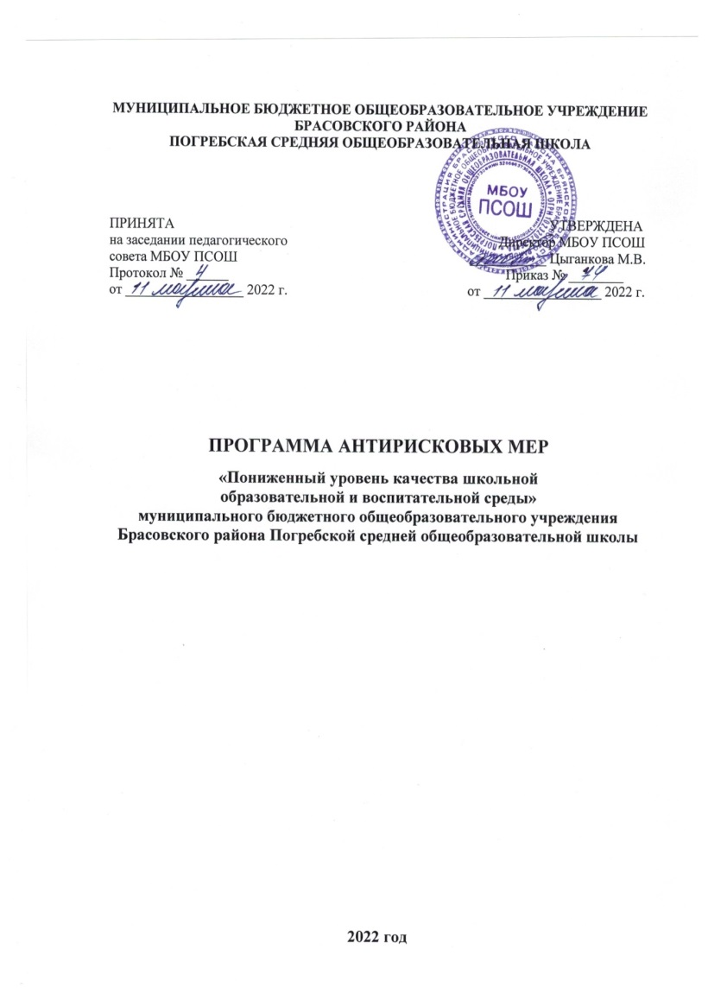 МУНИЦИПАЛЬНОЕ БЮДЖЕТНОЕ ОБЩЕОБРАЗОВАТЕЛЬНОЕ УЧРЕЖДЕНИЕ
БРАСОВСКОГО РАЙОНА
ПОГРЕБСКАЯ СРЕДНЯЯ ОБЩЕОБРАЗОВАТЕЛЬНАЯ ШКОЛА
МБОУ
ПСОШ
ПРИНЯТА
на заседании педагогического
совета МБОУ ПСОШ
Протокол № 4
от 11 марта 2022 г.
УТВЕРЖДЕНА
Директор МБОУ ПСОШ
Цыганкова М.В.
Приказ № 74
от 11 марта 2022 г.
ПРОГРАММА АНТИРИСКОВЫХ МЕР
«Пониженный уровень качества школьной
образовательной и воспитательной среды»
муниципального бюджетного общеобразовательного учреждения
Брасовского района Погребской средней общеобразовательной школы
2022 год